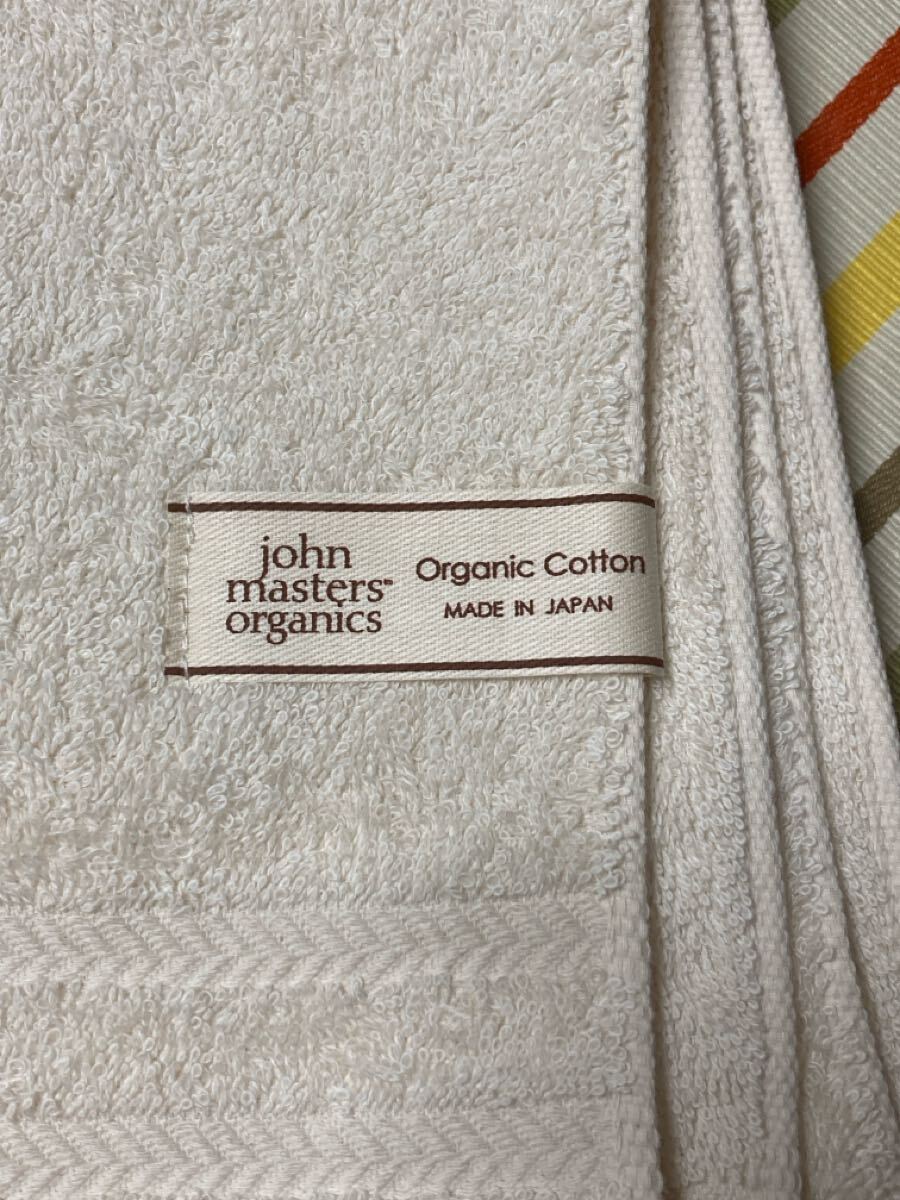 john
masters™
organics
Organic Cotton
MADE IN JAPAN